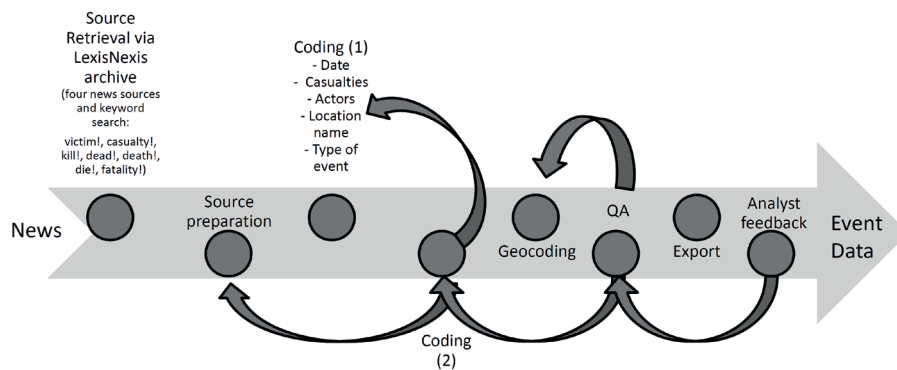 News
Source
Retrieval via
LexisNexis
archive
(four news sources
and keyword
search:
victim!, casualty!,
kill!, dead!, death!,
die!, fatality!)
Source
preparation
Coding (1)
- Date
- Casualties
- Actors
- Location
name
- Type of
event
Coding
(2)
Geocoding
QA
Export
Analyst
feedback
Event
Data